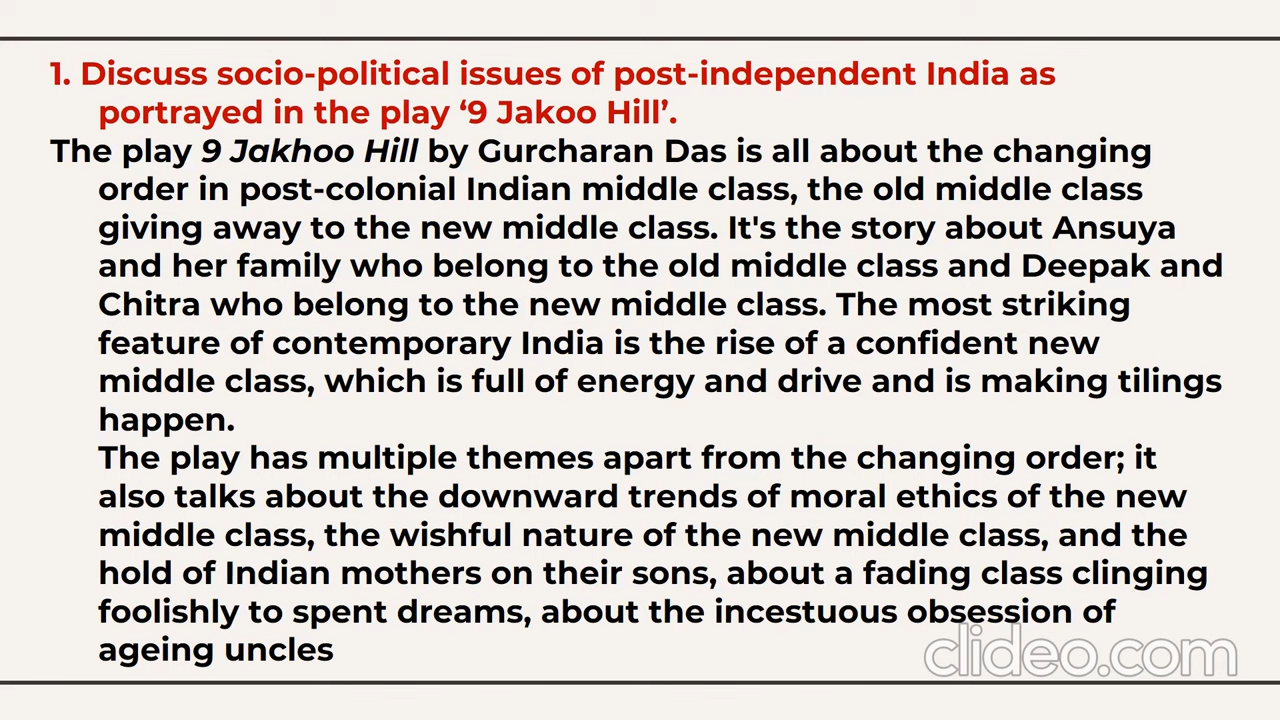 1. Discuss socio-political issues of post-independent India as
portrayed in the play ‘9 Jakoo Hill’.
The play 9 Jakhoo Hill by Gurcharan Das is all about the changing
order in post-colonial Indian middle class, the old middle class
giving away to the new middle class. It's the story about Ansuya
and her family who belong to the old middle class and Deepak and
Chitra who belong to the new middle class. The most striking
feature of contemporary India is the rise of a confident new
middle class, which is full of energy and drive and is making tilings
happen.
The play has multiple themes apart from the changing order; it
also talks about the downward trends of moral ethics of the new
middle class, the wishful nature of the new middle class, and the
hold of Indian mothers on their sons, about a fading class clinging
foolishly to spent dreams, about the incestuous obsession of
ageing uncles
clideo.com